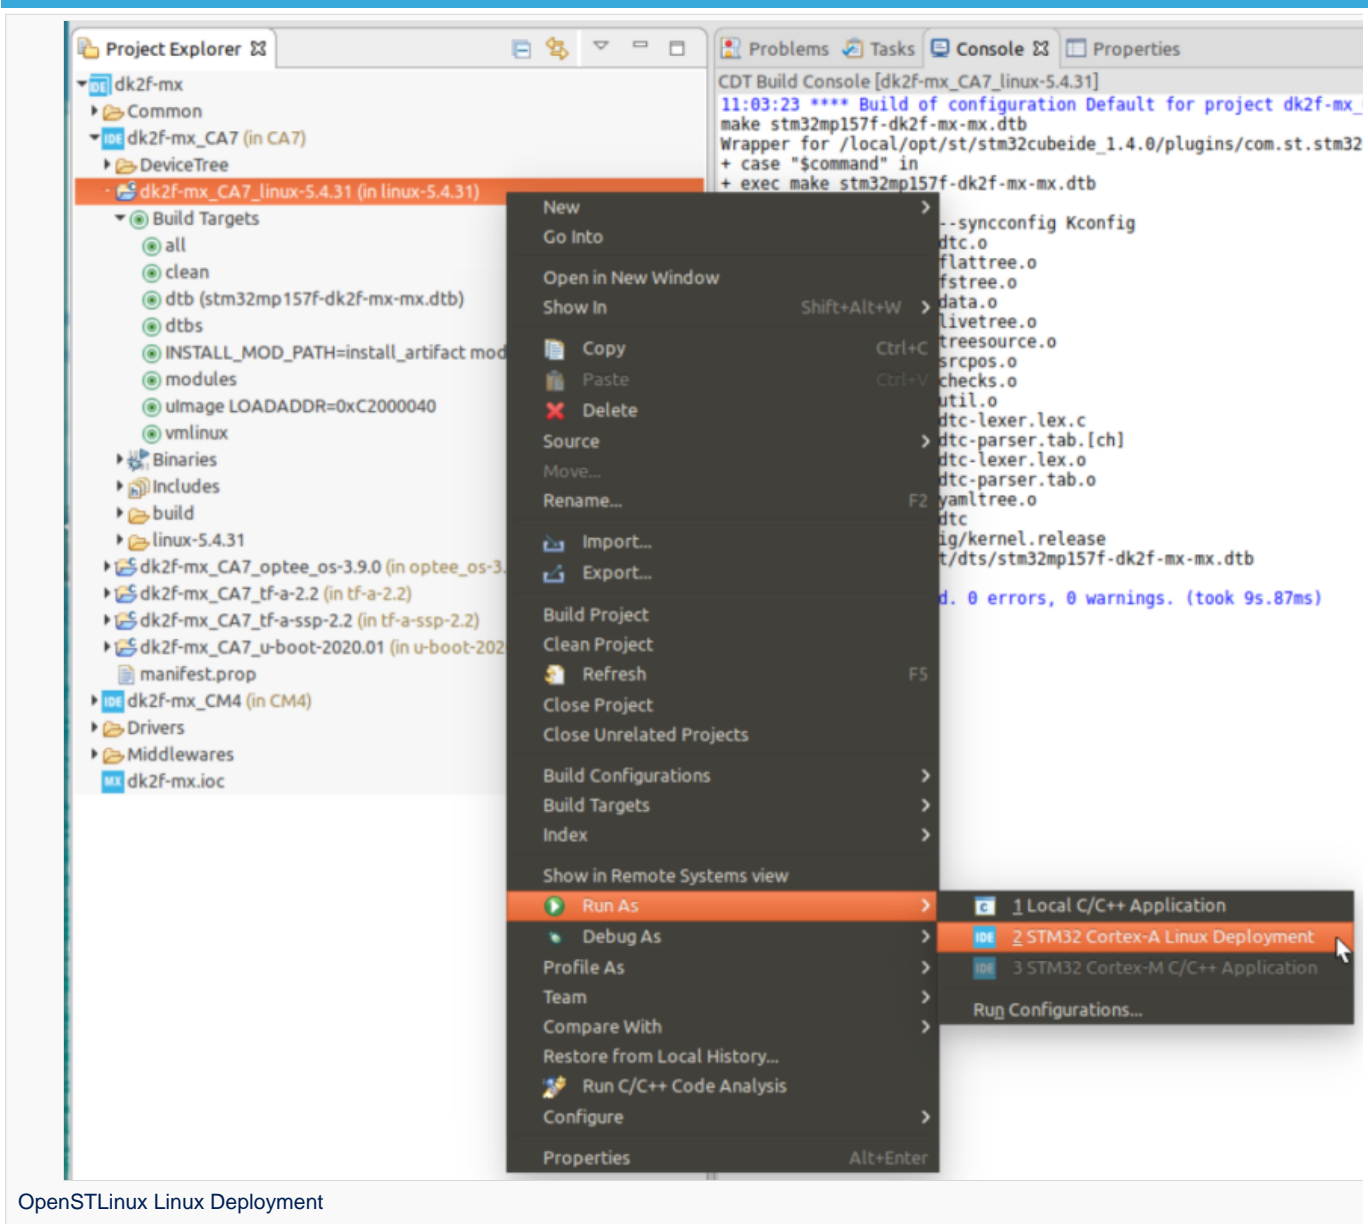 Project Explorer
dk2f-mx
Common
dk2f-mx_CA7 (in CA7)
DeviceTree
dk2f-mx_CA7_linux-5.4.31 (in linux-5.4.31)
Build Targets
all
clean
dtb (stm32mp157f-dk2f-mx-mx.dtb)
dtbs
INSTALL_MOD_PATH=install_artifact mod
modules
uImage LOADADDR=0xC2000040
vmlinux
Binaries
Includes
build
linux-5.4.31
dk2f-mx_CA7_optee_os-3.9.0 (in optee_os-3.
dk2f-mx_CA7_tf-a-2.2 (in tf-a-2.2)
dk2f-mx_CA7_tf-a-ssp-2.2 (in tf-a-ssp-2.2)
dk2f-mx_CA7_u-boot-2020.01 (in u-boot-202
manifest.prop
dk2f-mx_CM4 (in CM4)
Drivers
Middlewares
MX dk2f-mx.ioc
New
Go Into
Open in New Window
Show In Shift+Alt+W
Copy Ctrl+C
Paste Ctrl+V
Delete
Source
Move...
Rename... F2
Import...
Export...
Build Project
Clean Project
Refresh F5
Close Project
Close Unrelated Projects
Build Configurations
Build Targets
Index
Show in Remote Systems view
Run As
Debug As
Profile As
Team
Compare With
Restore from Local History...
Run C/C++ Code Analysis
Configure
Properties Alt+Enter
1 Local C/C++ Application
IDE 2 STM32 Cortex-A Linux Deployment
IDE 3 STM32 Cortex-M C/C++ Application
Run Configurations...
Problems Tasks Console Properties
CDT Build Console [dk2f-mx_CA7_linux-5.4.31]
11:03:23 **** Build of configuration Default for project dk2f-mx_
make stm32mp157f-dk2f-mx-mx.dtb
Wrapper for /local/opt/st/stm32cubeide_1.4.0/plugins/com.st.stm32
+ case "$command" in
+ exec make stm32mp157f-dk2f-mx-mx.dtb
--syncconfig Kconfig
dtc.o
flattree.o
fstree.o
data.o
livetree.o
treesource.o
srcpos.o
checks.o
util.o
dtc-lexer.lex.c
dtc-parser.tab.[ch]
dtc-lexer.lex.o
dtc-parser.tab.o
yamltree.o
dtc
ig/kernel.release
t/dts/stm32mp157f-dk2f-mx-mx.dtb
d. 0 errors, 0 warnings. (took 9s.87ms)
OpenSTLinux Linux Deployment